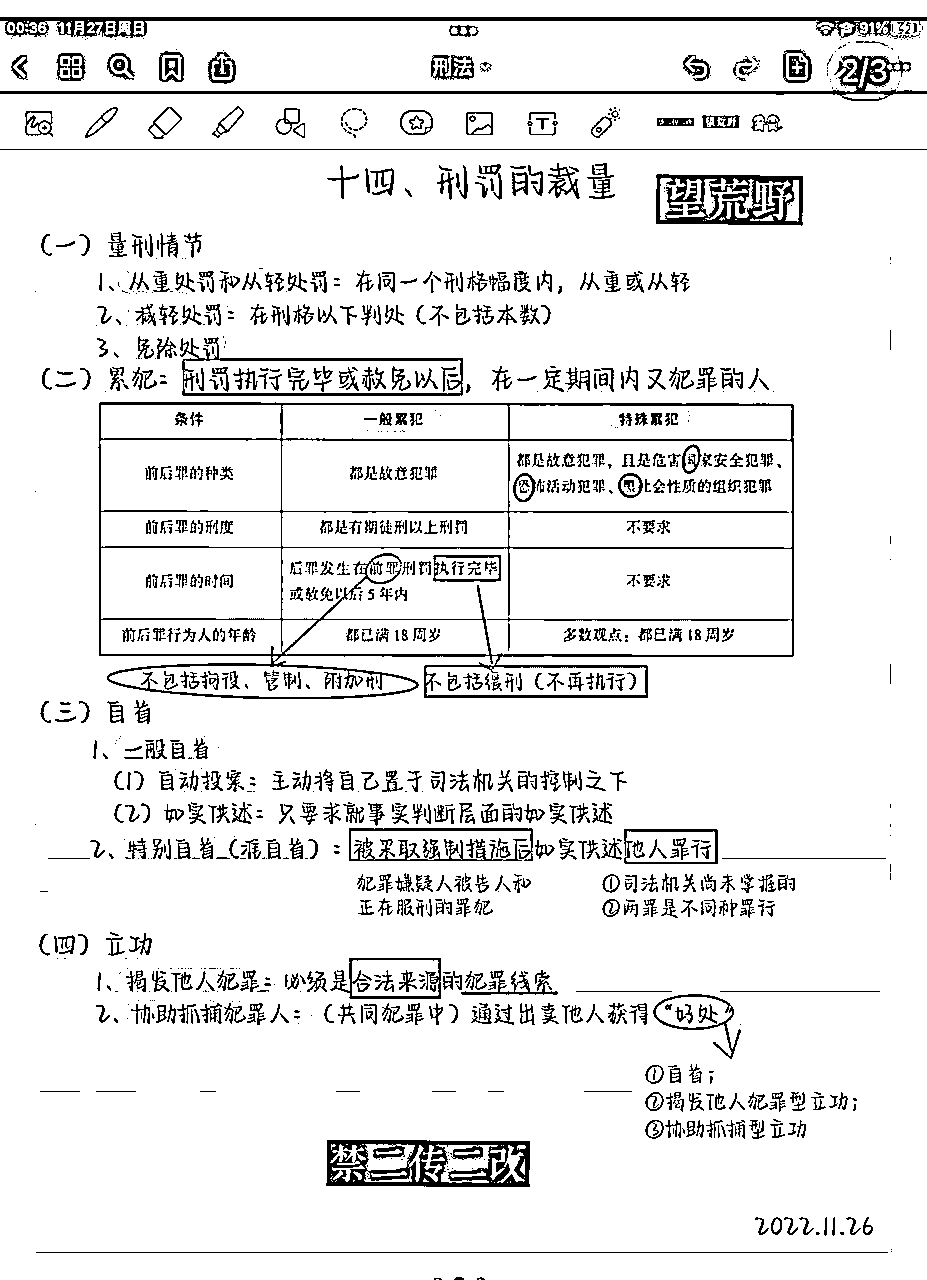 00:36 11月27日周日
91%
刑法
2/3
十四、刑罚的裁量
望荒野
（一）量刑情节
1、从重处罚和从轻处罚：在同一个刑格幅度内，从重或从轻
2、减轻处罚：在刑格以下判处（不包括本数）
3、免除处罚
（二）累犯：刑罚执行完毕或赦免以后，在一定期间内又犯罪的人
条件 一般累犯 特殊累犯
前后罪的种类 都是故意犯罪 都是故意犯罪，且是危害国家安全犯罪、恐怖活动犯罪、黑社会性质的组织犯罪
前后罪的刑度 都是有期徒刑以上刑罚 不要求
前后罪的时间 后罪发生在前罪刑罚执行完毕或赦免以后5年内 不要求
前后罪行为人的年龄 都已满18周岁 多数观点：都已满18周岁
不包括拘役、管制、附加刑 不包括缓刑（不再执行）
（三）自首
1、一般自首
（1）自动投案：主动将自己置于司法机关的控制之下
（2）如实供述：只要求就事实判断层面的如实供述
2、特别自首（准自首）：被采取强制措施后如实供述他人罪行
犯罪嫌疑人被告人和 ①司法机关尚未掌握的
正在服刑的罪犯 ②两罪是不同种罪行
（四）立功
1、揭发他人犯罪：必须是合法来源的犯罪线索
2、协助抓捕犯罪人：（共同犯罪中）通过出卖他人获得“好处”
①自首；
②揭发他人犯罪型立功；
③协助抓捕型立功
禁二传二改
2022.11.26